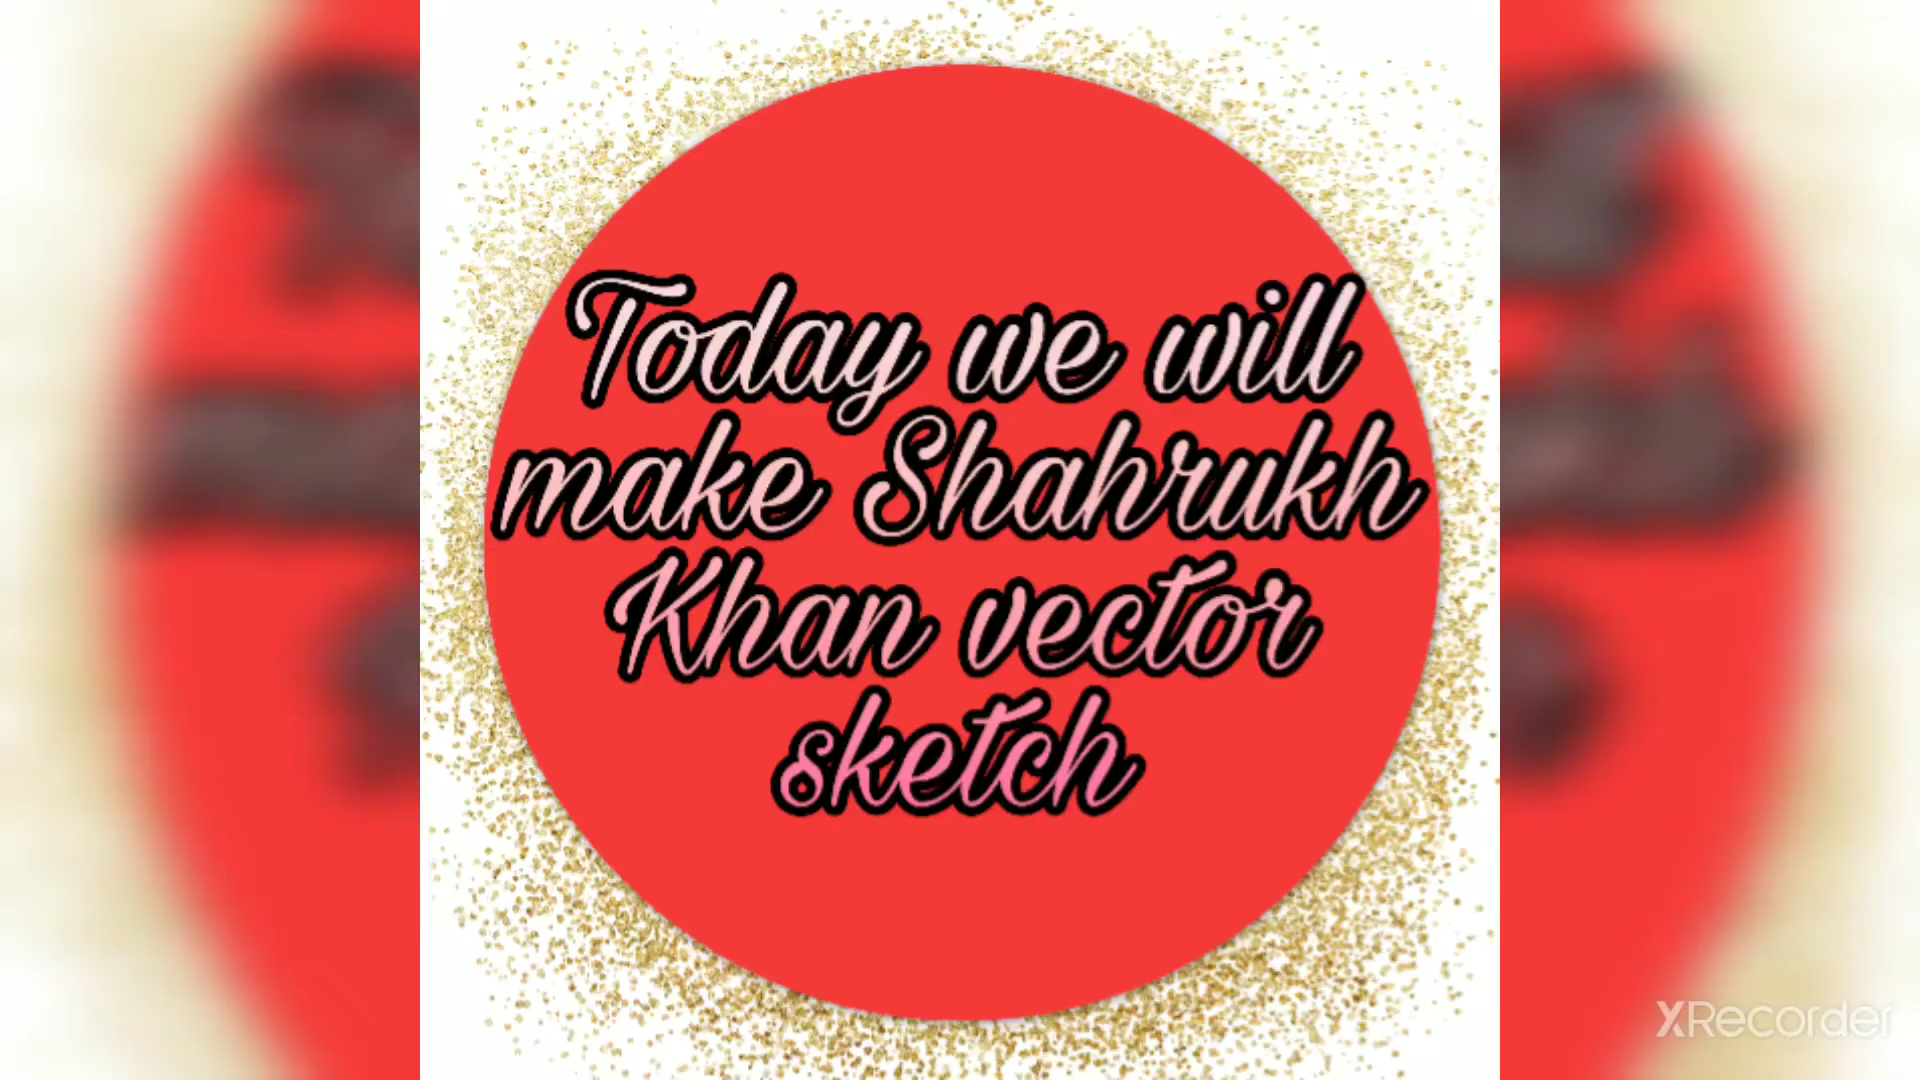 Today we will
make Shahrukh
Khan vector
sketch
XRecorder